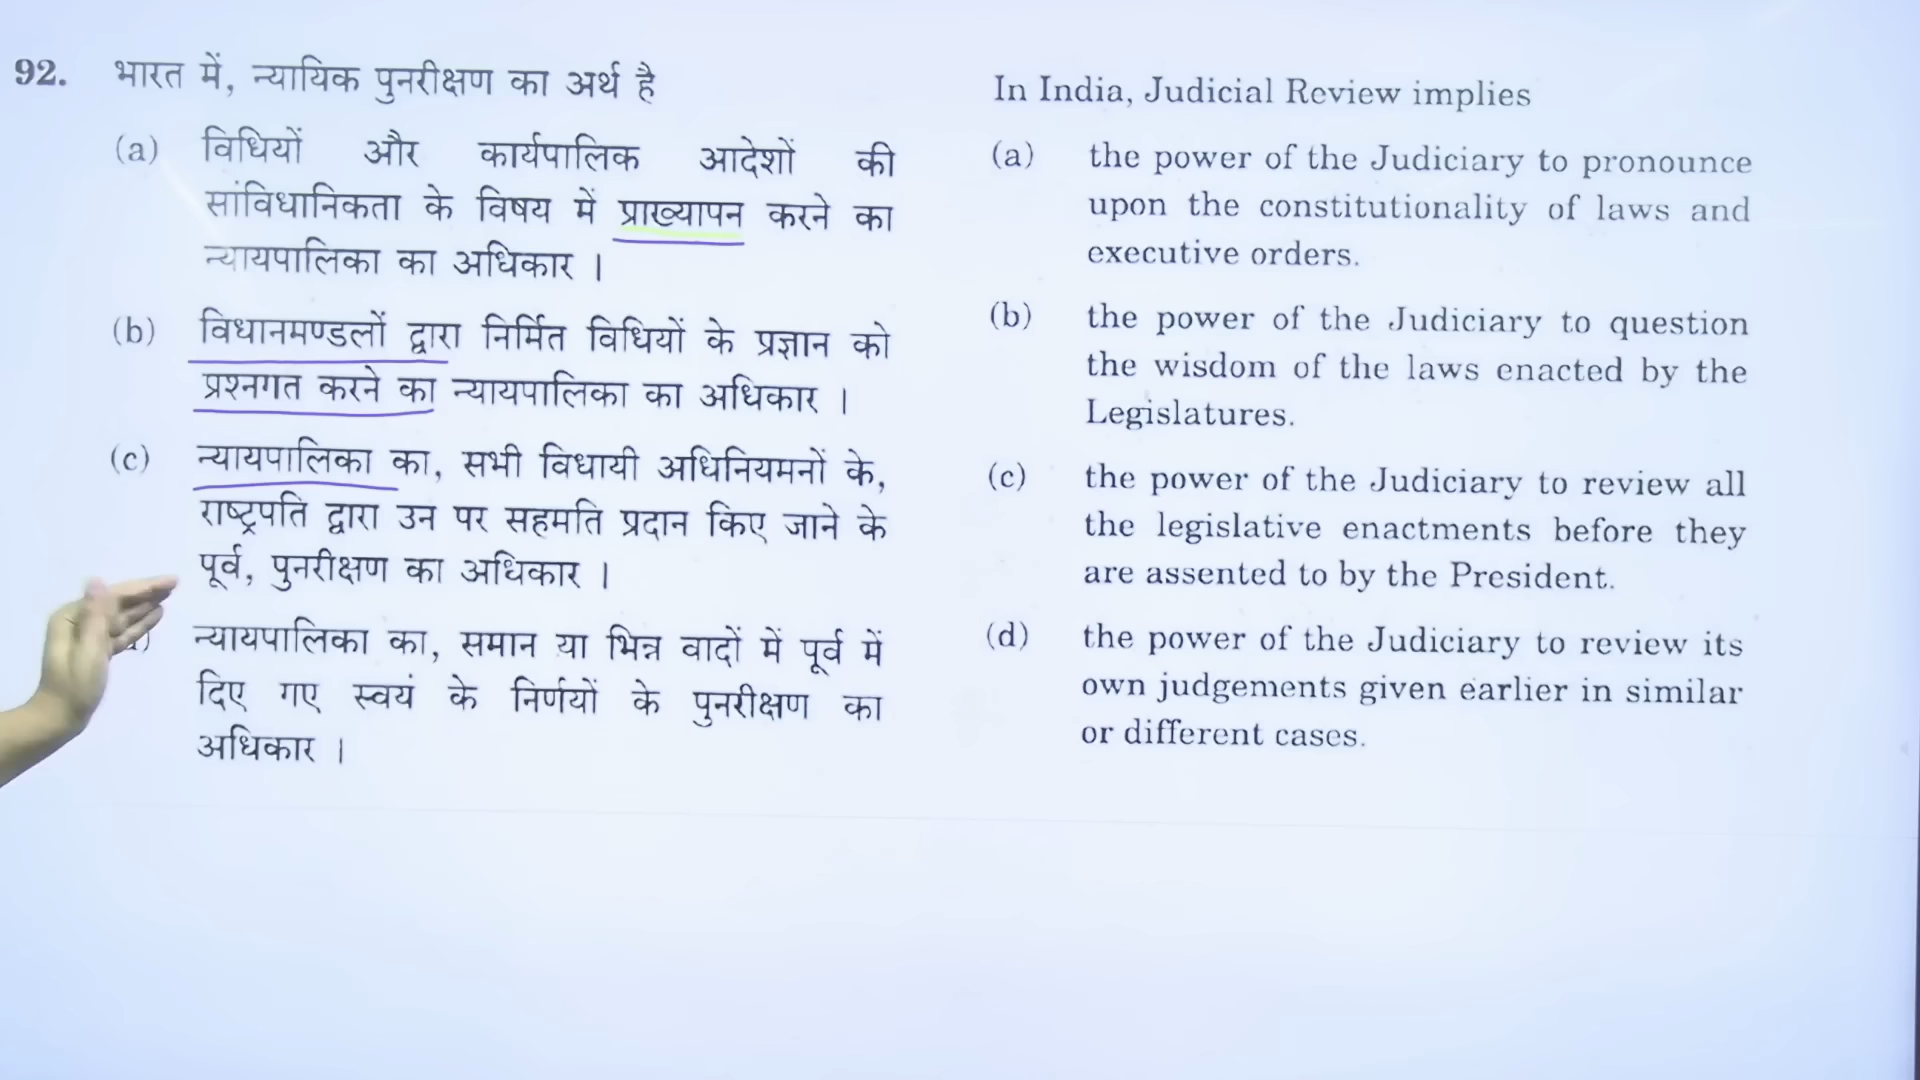 92. भारत में, न्यायिक पुनरीक्षण का अर्थ है
(a) विधियों और कार्यपालिक आदेशों की
सांविधानिकता के विषय में प्राख्यापन करने का
न्यायपालिका का अधिकार ।
(b) विधानमण्डलों द्वारा निर्मित विधियों के प्रज्ञान को
प्रश्नगत करने का न्यायपालिका का अधिकार ।
(c) न्यायपालिका का, सभी विधायी अधिनियमनों के,
राष्ट्रपति द्वारा उन पर सहमति प्रदान किए जाने के
पूर्व, पुनरीक्षण का अधिकार ।
न्यायपालिका का, समान या भिन्न वादों में पूर्व में
दिए गए स्वयं के निर्णयों के पुनरीक्षण का
अधिकार ।
In India, Judicial Review implies
(a) the power of the Judiciary to pronounce
upon the constitutionality of laws and
executive orders.
(b) the power of the Judiciary to question
the wisdom of the laws enacted by the
Legislatures.
(c) the power of the Judiciary to review all
the legislative enactments before they
are assented to by the President.
(d) the power of the Judiciary to review its
own judgements given earlier in similar
or different cases.